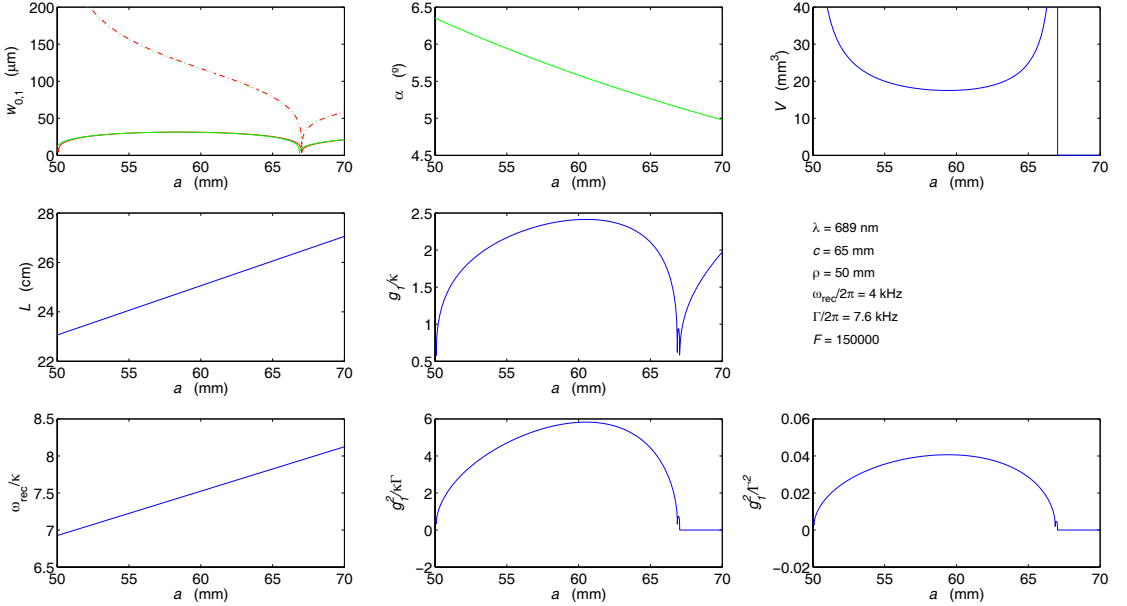 200
150
100
50
0
w0,1 (μm)
50 55 60 65 70
a (mm)
6.5
6
5.5
5
4.5
α (º)
50 55 60 65 70
a (mm)
40
30
20
10
0
V (mm³)
50 55 60 65 70
a (mm)
28
26
24
22
L (cm)
50 55 60 65 70
a (mm)
2.5
2
1.5
1
0.5
g1/κ
50 55 60 65 70
a (mm)
λ = 689 nm
c = 65 mm
ρ = 50 mm
ωrec/2π = 4 kHz
Γ/2π = 7.6 kHz
F = 150000
8.5
8
7.5
7
6.5
ωrec/κ
50 55 60 65 70
a (mm)
6
4
2
0
−2
g1²/κΓ
50 55 60 65 70
a (mm)
0.06
0.04
0.02
0
−0.02
g1²/Γ²
50 55 60 65 70
a (mm)